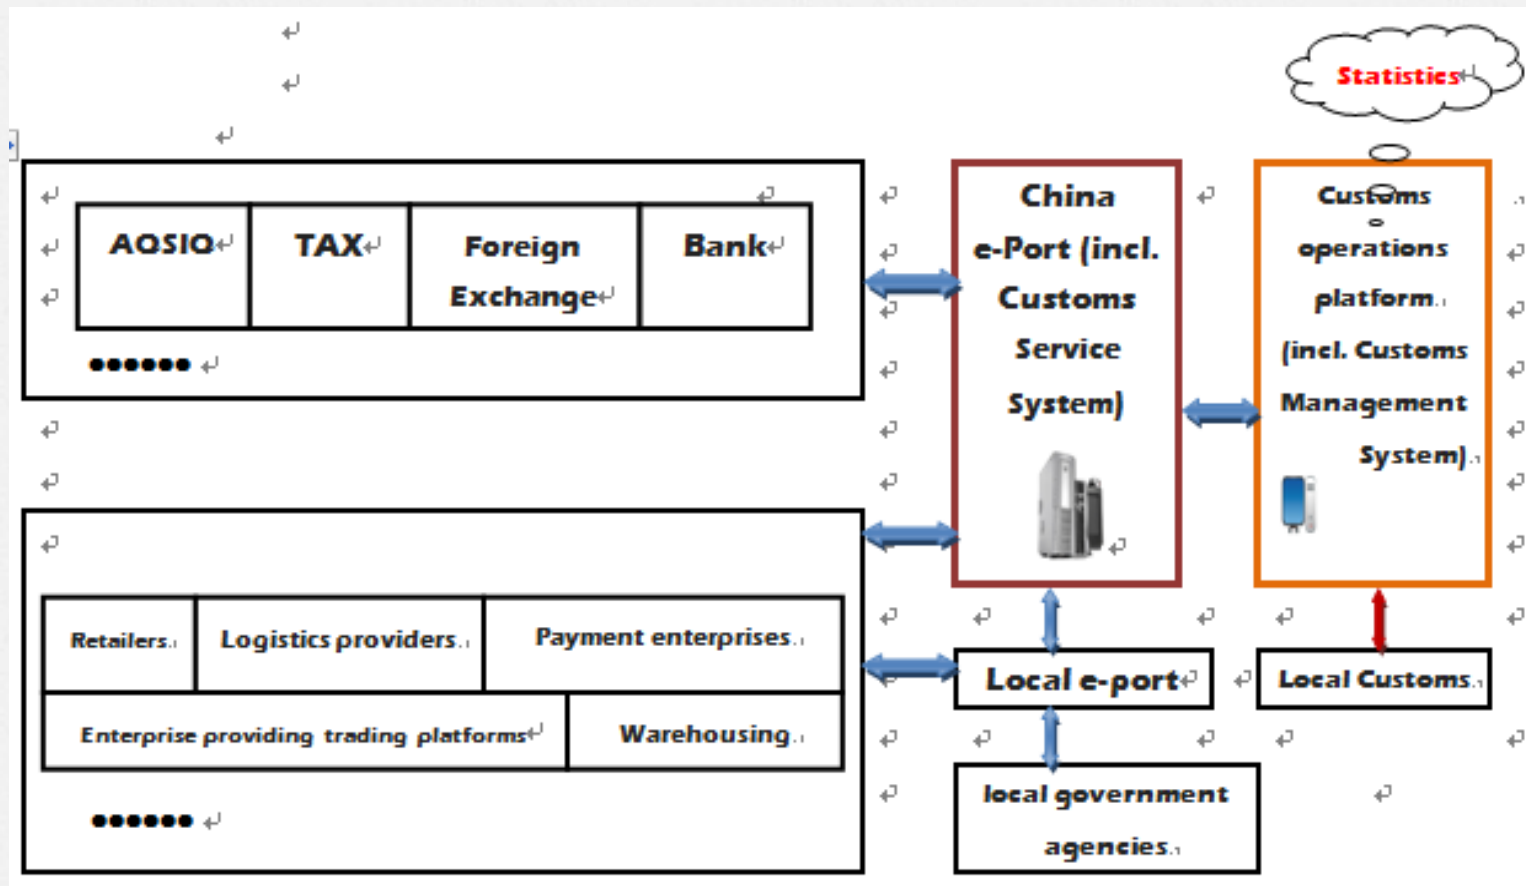 Statistics
AQSIQ
TAX
Foreign
Exchange
Bank
●●●●●●
China
e-Port (incl.
Customs
Service
System)
Customs
operations
platform
(incl. Customs
Management
System)
Retailers
Logistics providers
Payment enterprises
Enterprise providing trading platforms
Warehousing
●●●●●●
Local e-port
Local Customs
local government
agencies